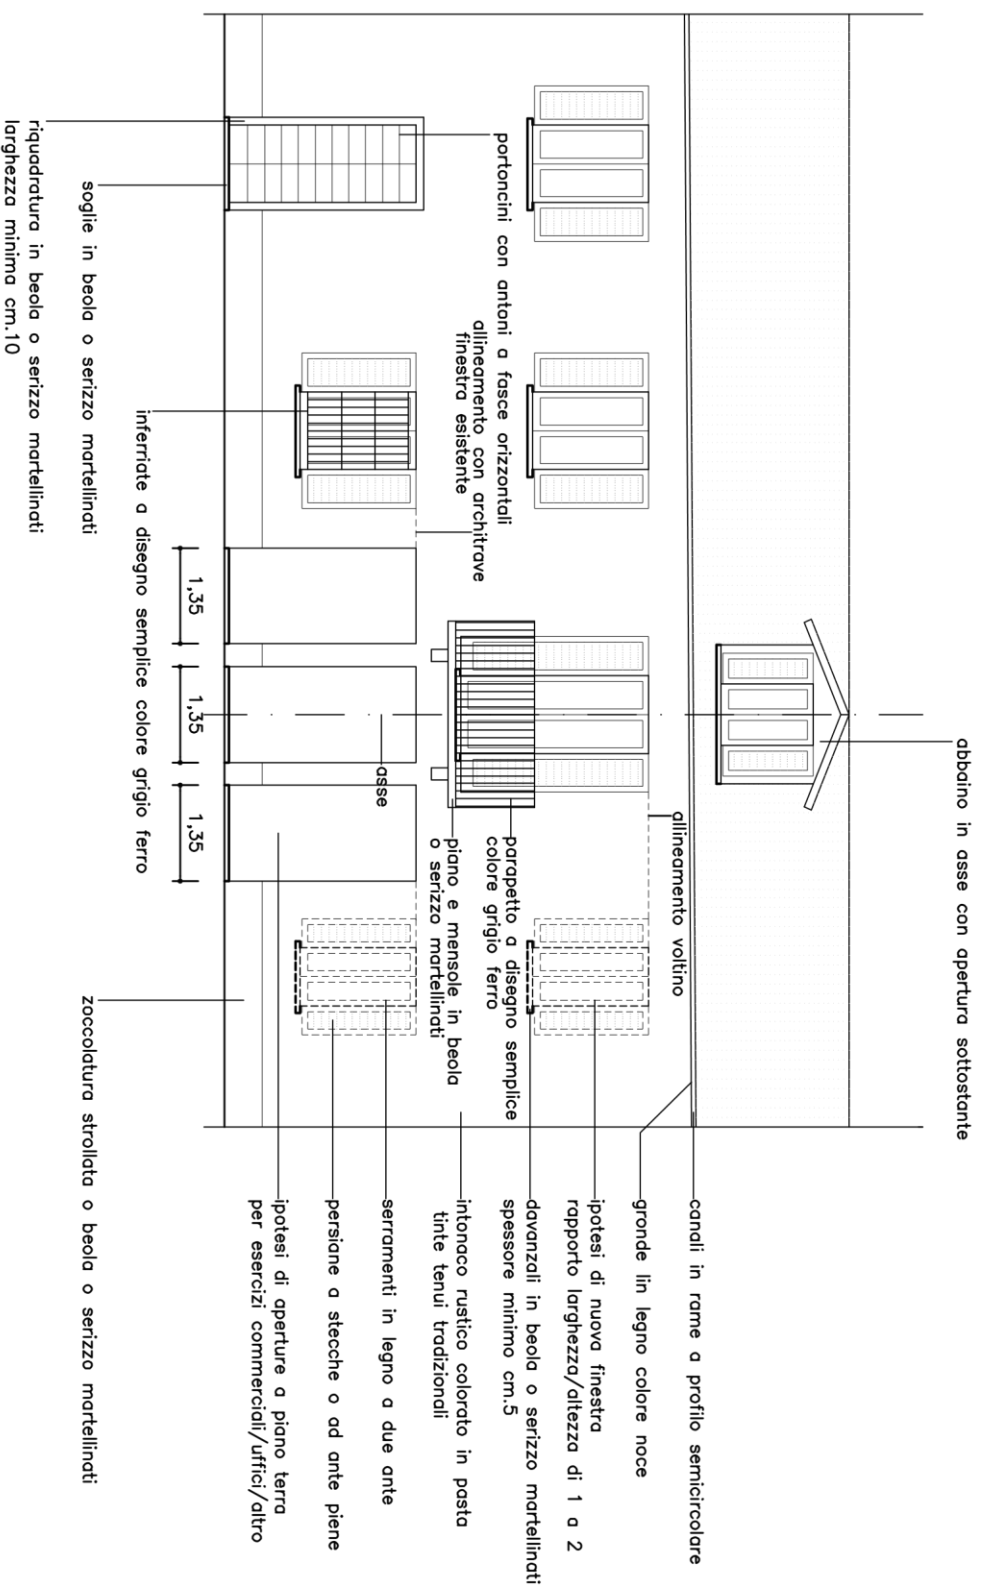 abbaino in asse con apertura sottostante
canali in rame a profilo semicircolare
gronde lin legno colore noce
ipotesi di nuova finestra
rapporto larghezza/altezza di 1 a 2
davanzali in beola o serizzo martellinati
spessore minimo cm.5
intonaco rustico colorato in pasta
tinte tenui tradizionali
serramenti in legno a due ante
persiane a stecche o ad ante piene
ipotesi di aperture a piano terra
per esercizi commerciali/uffici/altro
allineamento voltino
parapetto a disegno semplice
colore grigio ferro
piano e mensole in beola
o serizzo martellinati
portoncini con antoni a fasce orizzontali
allineamento con architrave
finestra esistente
asse
1,35
1,35
1,35
inferriate a disegno semplice colore grigio ferro
soglie in beola o serizzo martellinati
zoccolatura strollata o beola o serizzo martellinati
riquadratura in beola o serizzo martellinati
larghezza minima cm.10